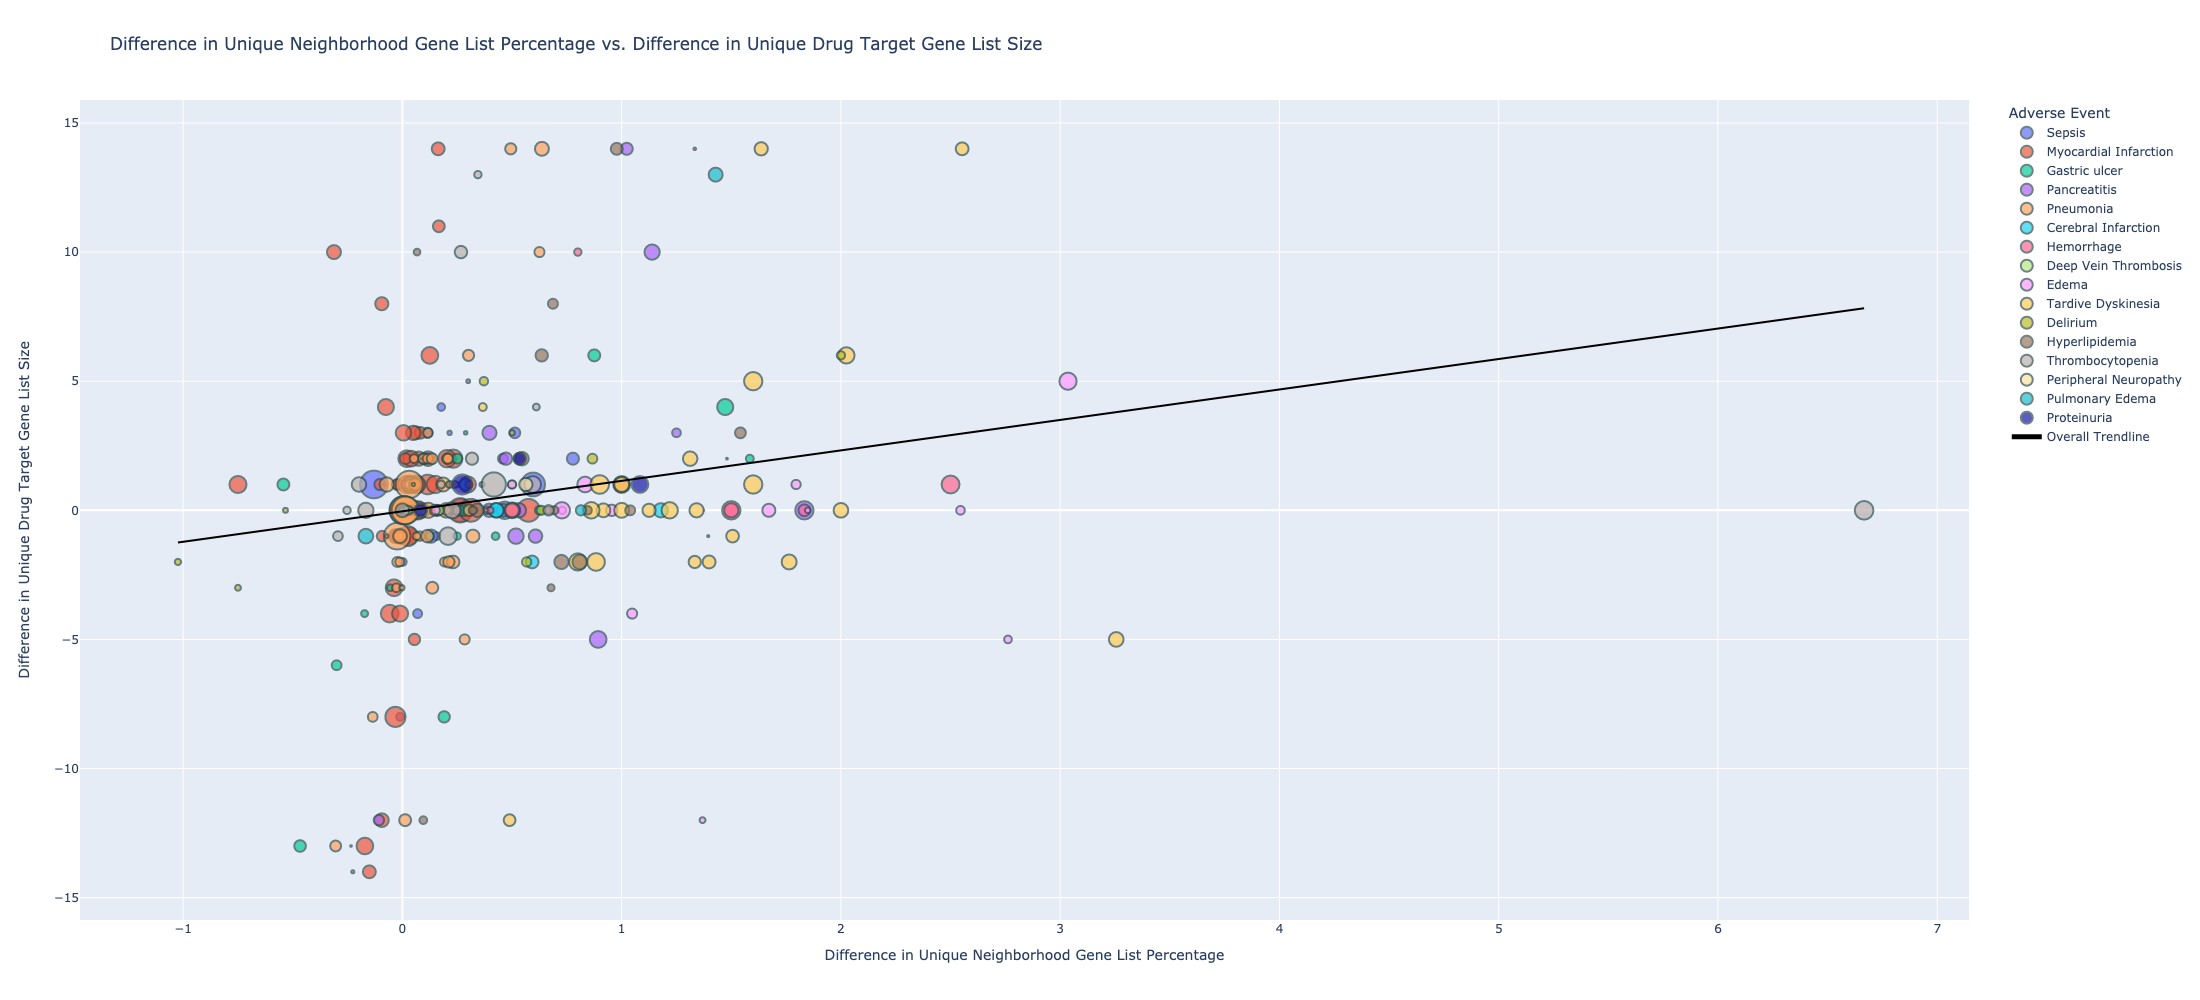 Difference in Unique Neighborhood Gene List Percentage vs. Difference in Unique Drug Target Gene List Size
Difference in Unique Drug Target Gene List Size
15
10
5
0
−5
−10
−15
−1
0
1
2
3
4
5
6
7
Difference in Unique Neighborhood Gene List Percentage
Adverse Event
Sepsis
Myocardial Infarction
Gastric ulcer
Pancreatitis
Pneumonia
Cerebral Infarction
Hemorrhage
Deep Vein Thrombosis
Edema
Tardive Dyskinesia
Delirium
Hyperlipidemia
Thrombocytopenia
Peripheral Neuropathy
Pulmonary Edema
Proteinuria
Overall Trendline